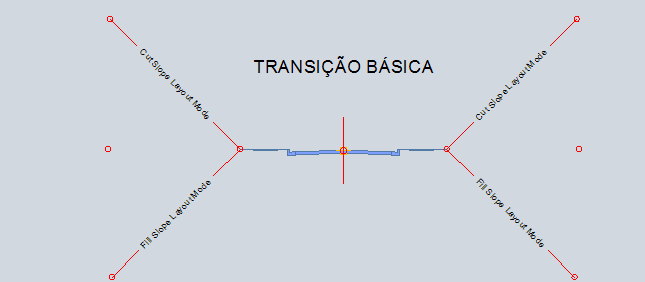 TRANSIÇÃO BÁSICA
Cut Slope Layout Mode
Cut Slope Layout Mode
Fill Slope Layout Mode
Fill Slope Layout Mode